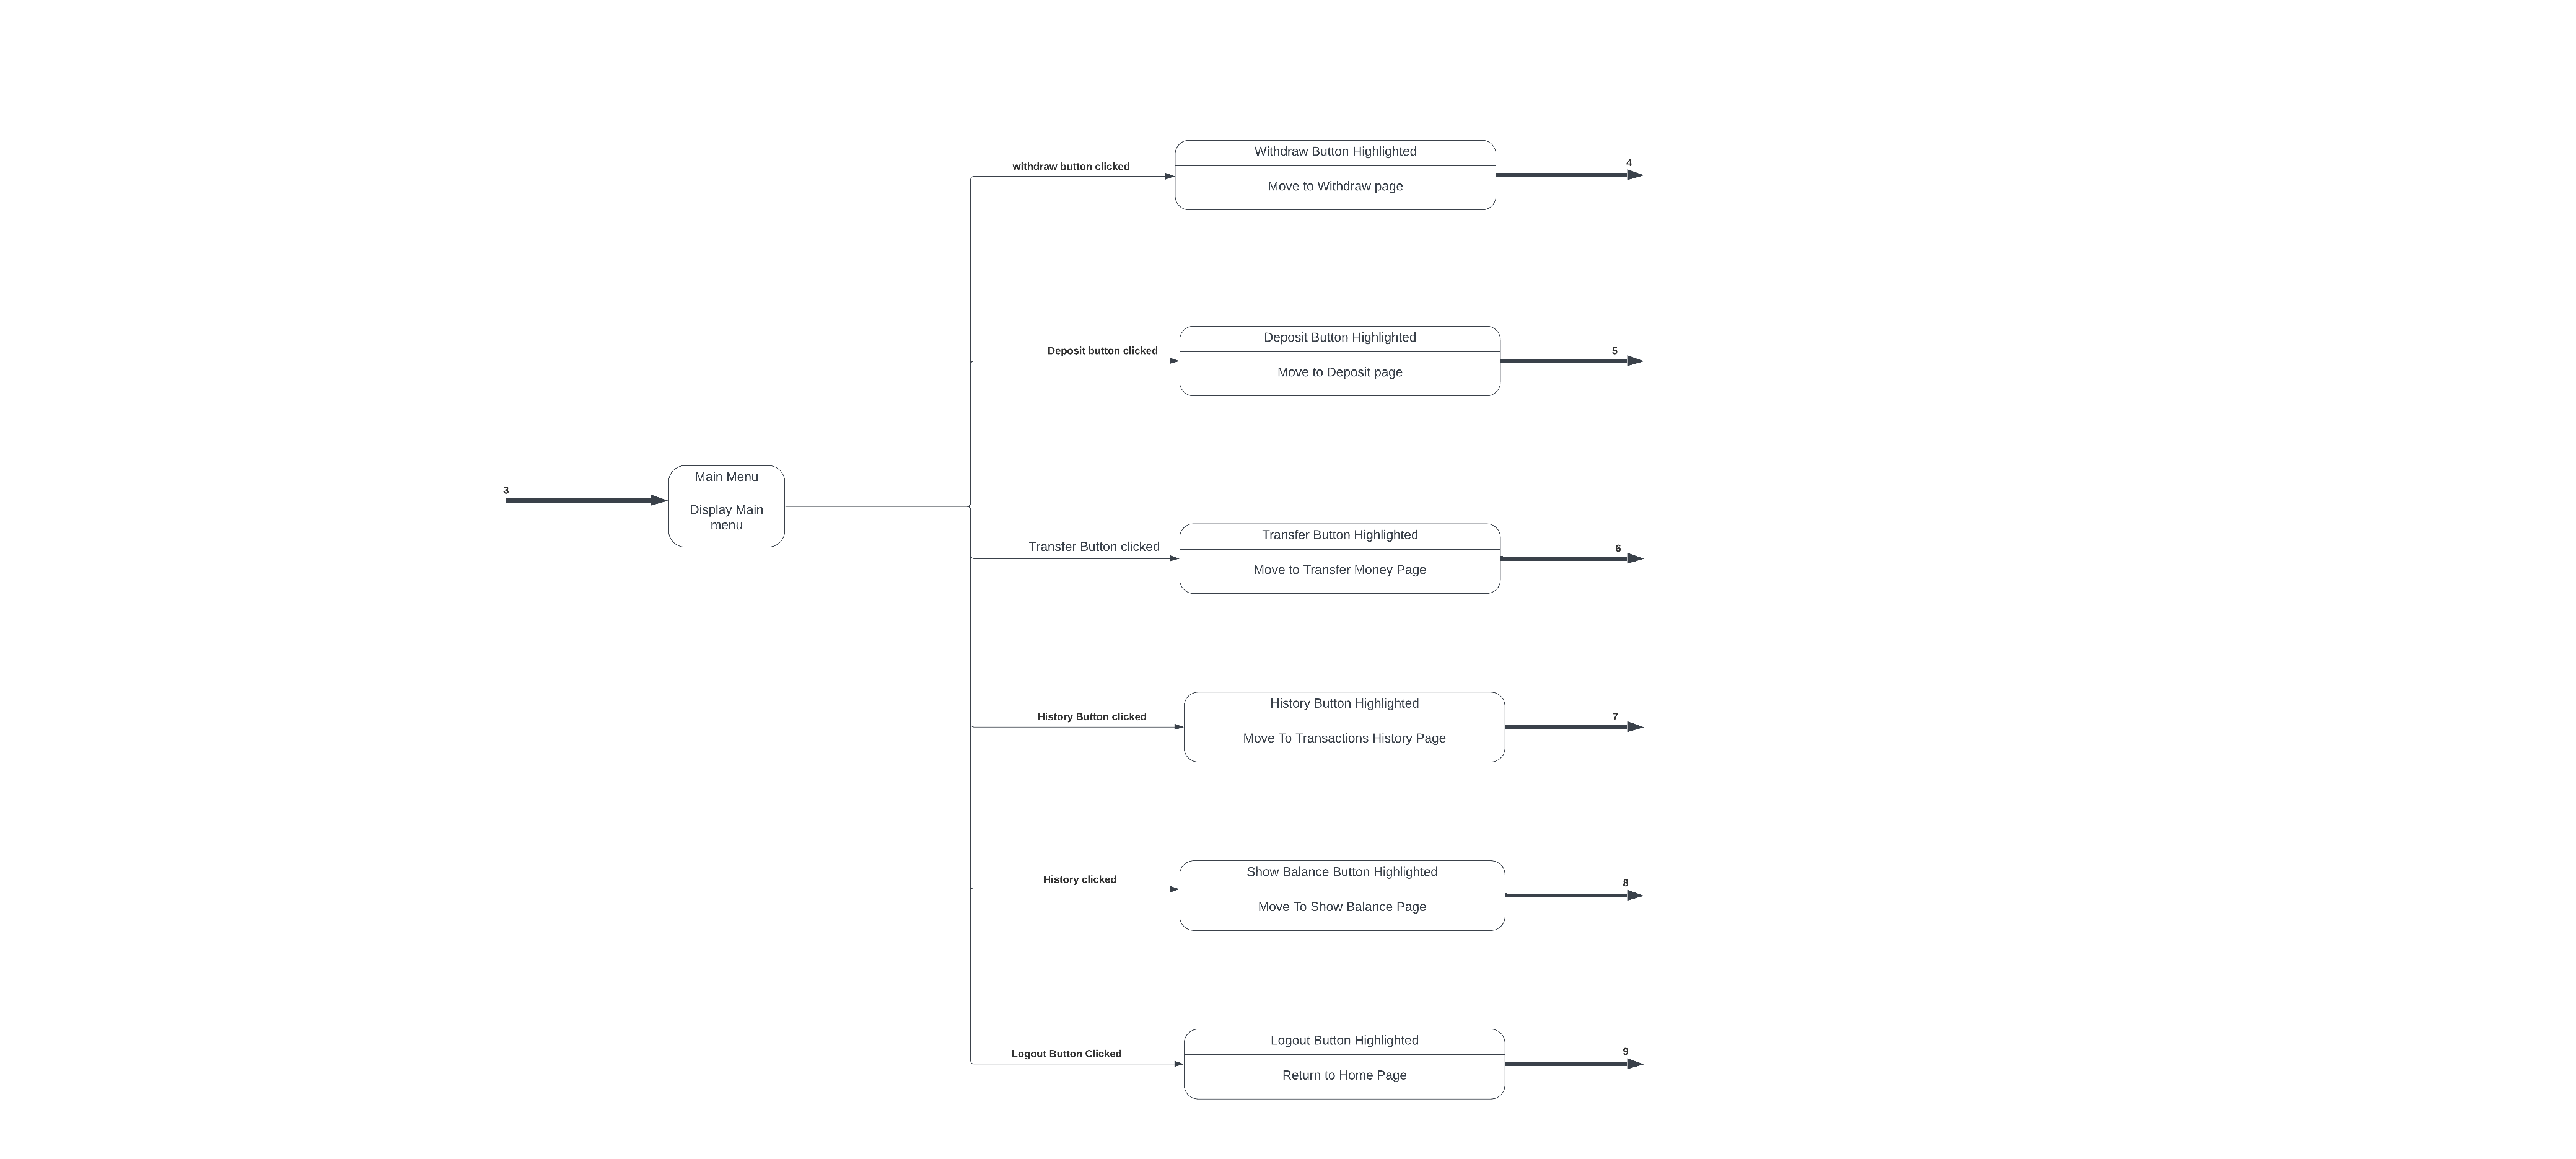 withdraw button clicked
Withdraw Button Highlighted
Move to Withdraw page
4
Deposit button clicked
Deposit Button Highlighted
Move to Deposit page
5
3
Main Menu
Display Main
menu
Transfer Button clicked
Transfer Button Highlighted
Move to Transfer Money Page
6
History Button clicked
History Button Highlighted
Move To Transactions History Page
7
History clicked
Show Balance Button Highlighted
Move To Show Balance Page
8
Logout Button Clicked
Logout Button Highlighted
Return to Home Page
9